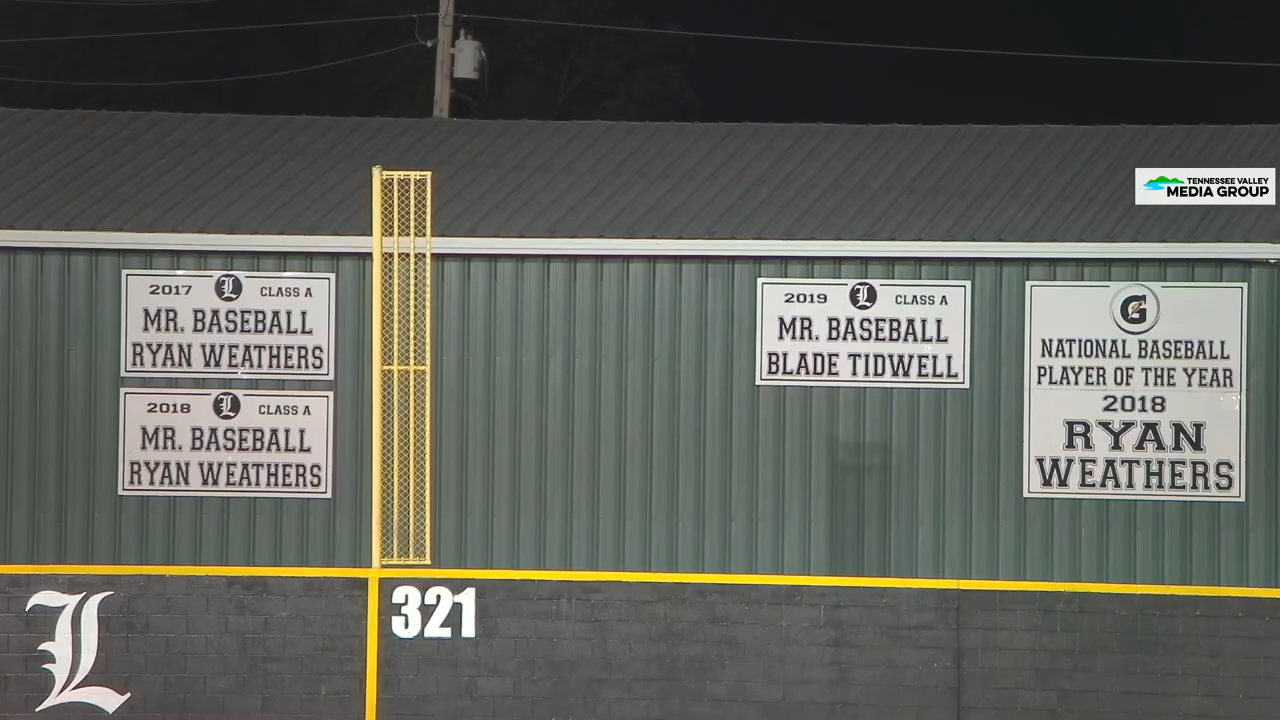 TENNESSEE VALLEY
MEDIA GROUP
2017 L CLASS A
MR. BASEBALL
RYAN WEATHERS
2018 L CLASS A
MR. BASEBALL
RYAN WEATHERS
2019 L CLASS A
MR. BASEBALL
BLADE TIDWELL
G
NATIONAL BASEBALL
PLAYER OF THE YEAR
2018
RYAN
WEATHERS
L
321